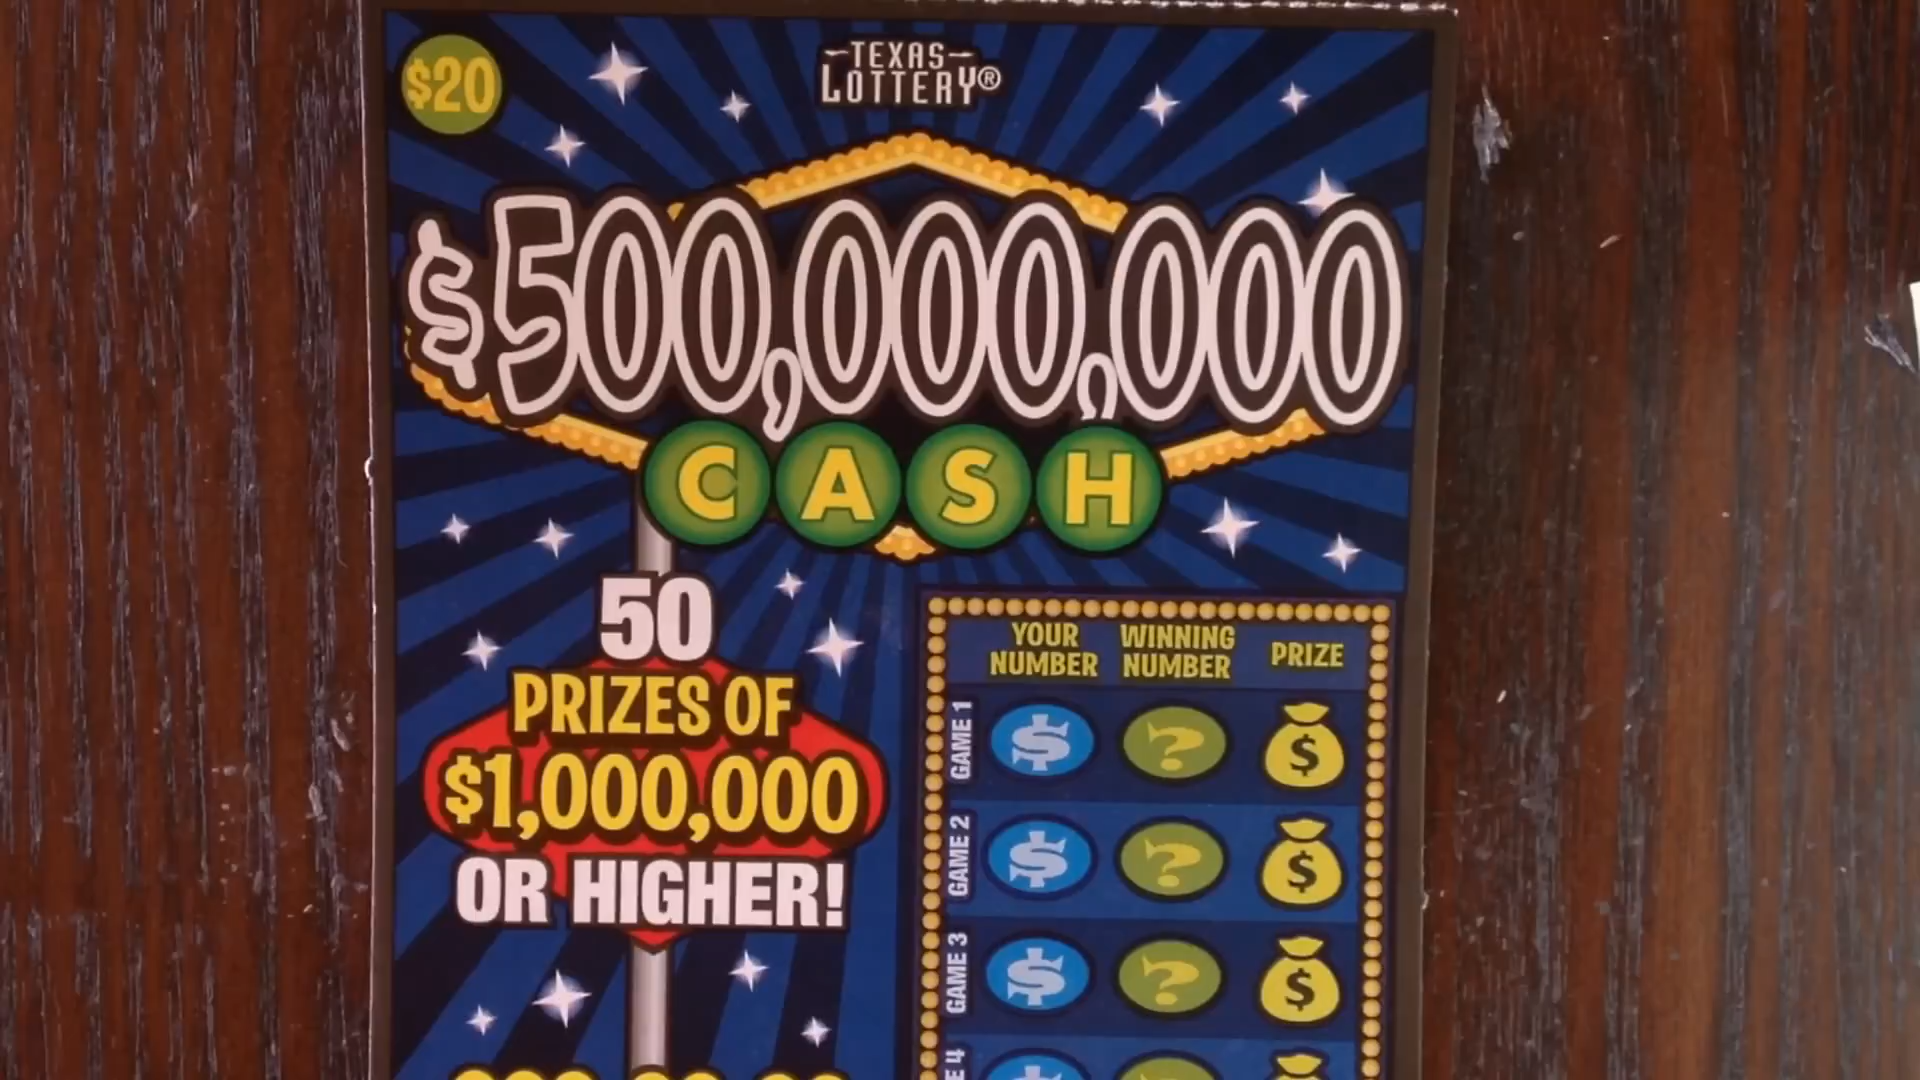 $20
TEXAS
LOTTERY®
$500,000,000
CASH
50
PRIZES OF
$1,000,000
OR HIGHER!
YOUR NUMBER
WINNING NUMBER
PRIZE
GAME 1
$ ? $
GAME 2
$ ? $
GAME 3
$ ? $